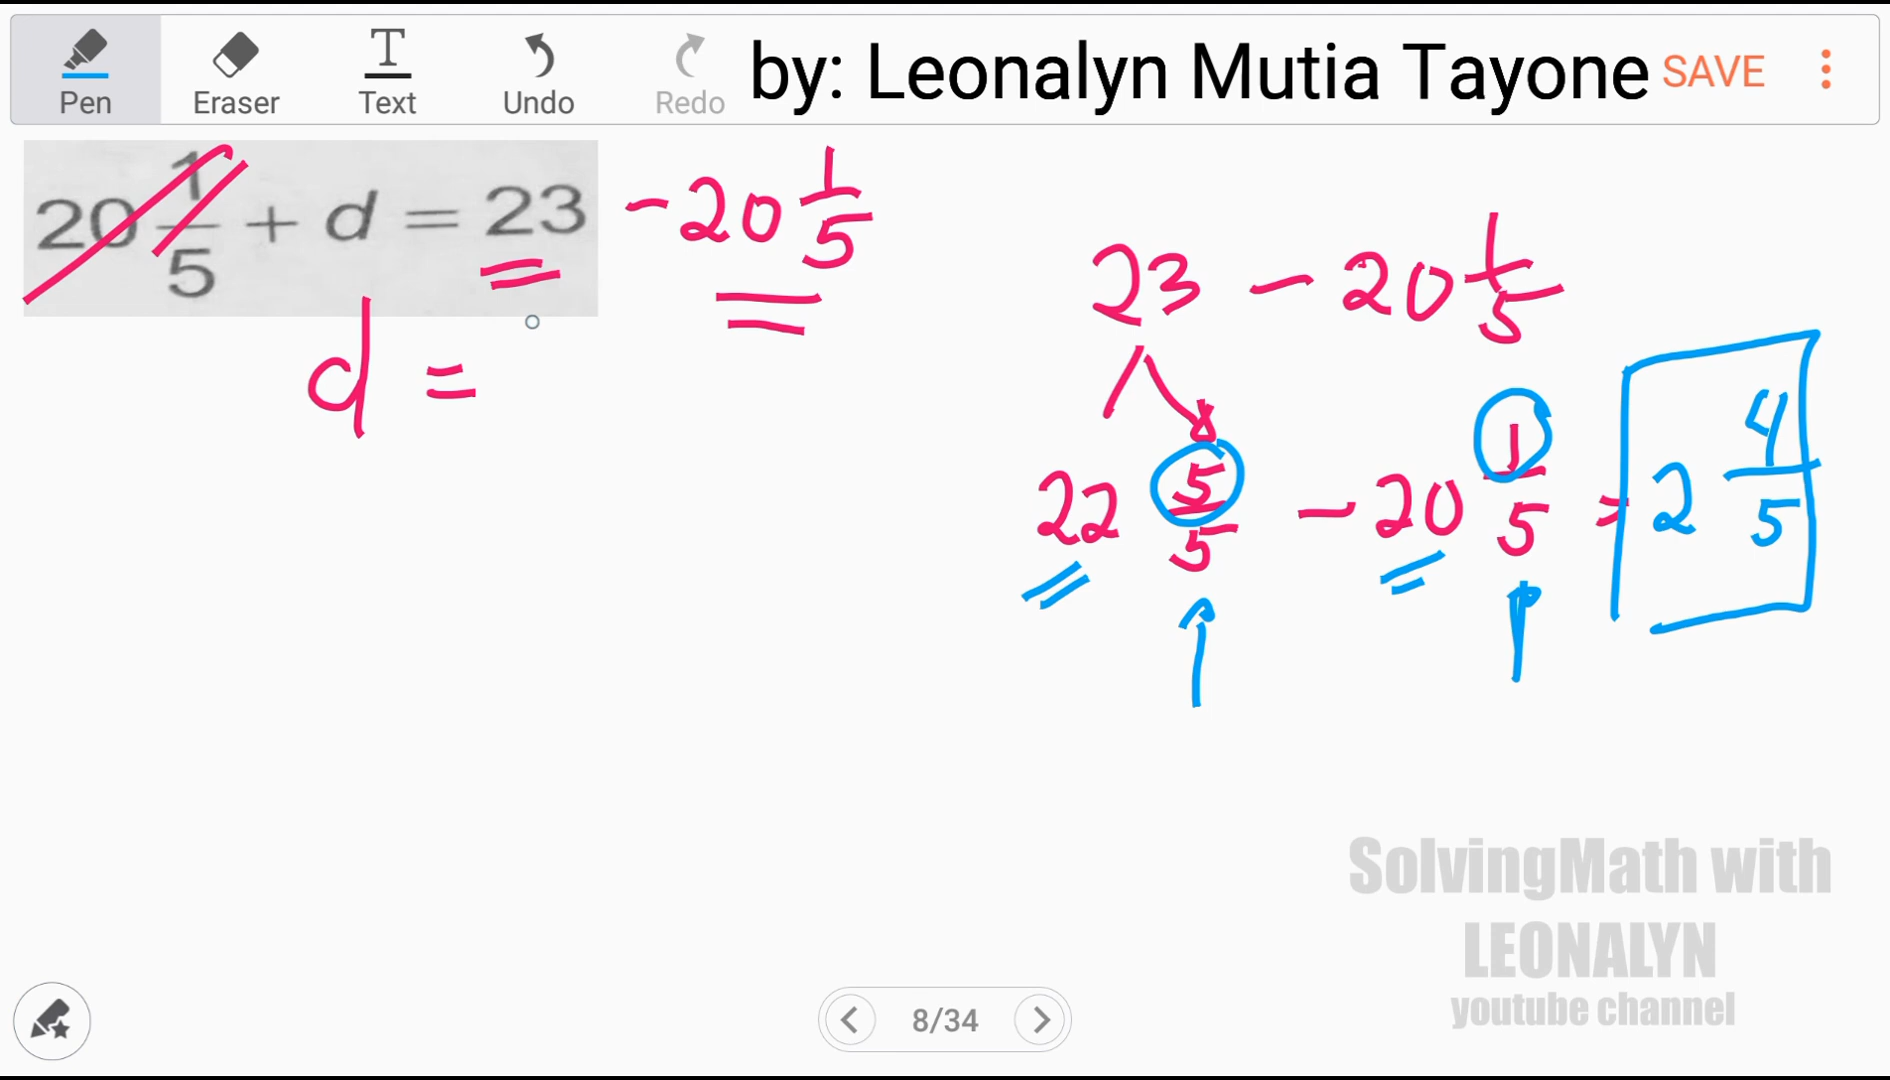 Pen Eraser Text Undo Redo by: Leonalyn Mutia Tayone SAVE
20 1/5 + d = 23 - 20 1/5
d =
23 - 20 1/5
22 5/5 - 20 1/5 = 2 4/5
SolvingMath with
LEONALYN
youtube channel
8/34